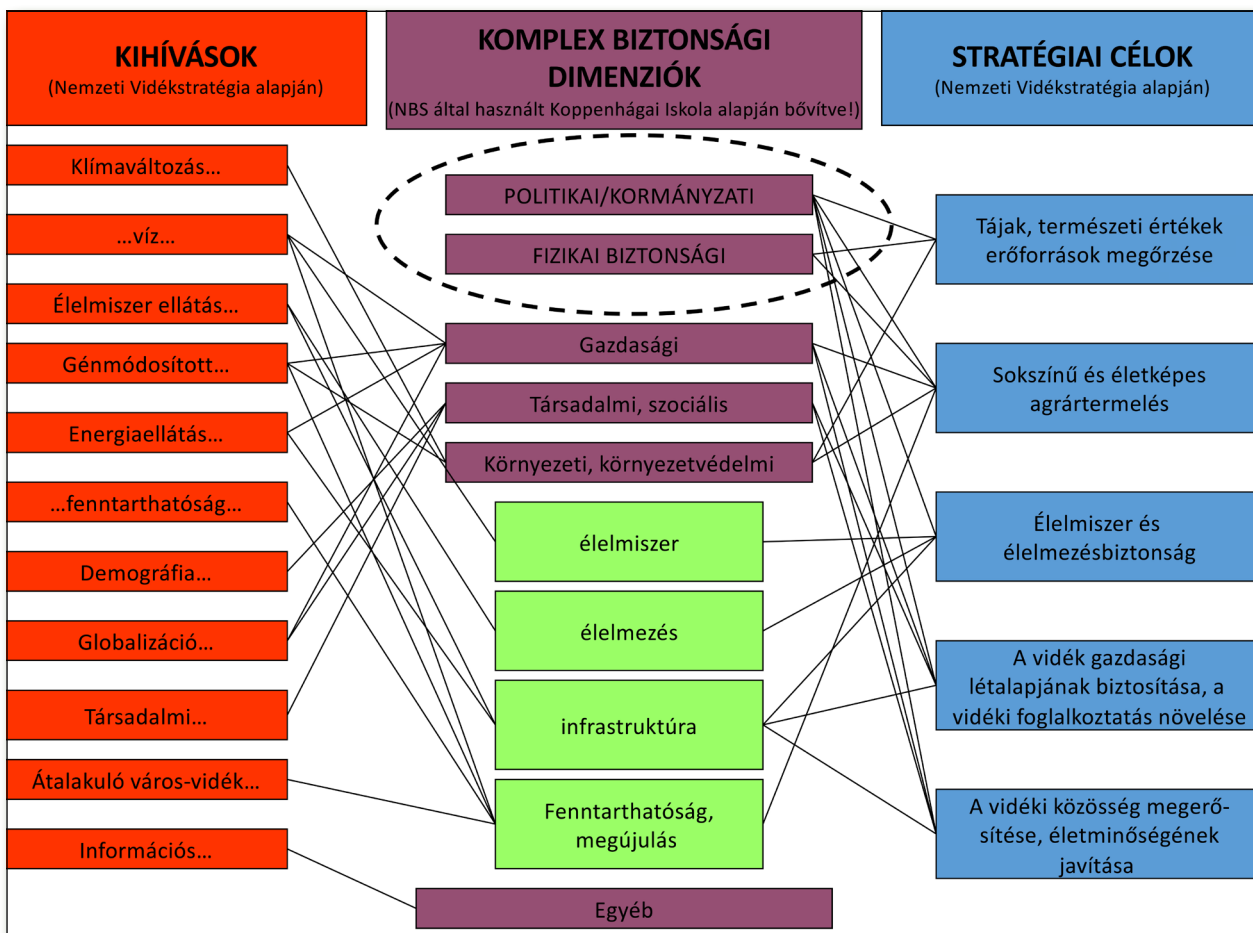 KIHÍVÁSOK
(Nemzeti Vidékstratégia alapján)
Klímaváltozás…
…víz…
Élelmiszer ellátás…
Génmódosított…
Energiaellátás…
…fenntarthatóság…
Demográfia…
Globalizáció…
Társadalmi…
Átalakuló város-vidék…
Információs…
KOMPLEX BIZTONSÁGI
DIMENZIÓK
(NBS által használt Koppenhágai Iskola alapján bővítve!)
POLITIKAI/KORMÁNYZATI
FIZIKAI BIZTONSÁGI
Gazdasági
Társadalmi, szociális
Környezeti, környezetvédelmi
élelmiszer
élelmezés
infrastruktúra
Fenntarthatóság,
megújulás
Egyéb
STRATÉGIAI CÉLOK
(Nemzeti Vidékstratégia alapján)
Tájak, természeti értékek
erőforrások megőrzése
Sokszínű és életképes
agrártermelés
Élelmiszer és
élelmezésbiztonság
A vidék gazdasági
létalapjának biztosítása, a
vidéki foglalkoztatás növelése
A vidéki közösség megerő-
sítése, életminőségének
javítása